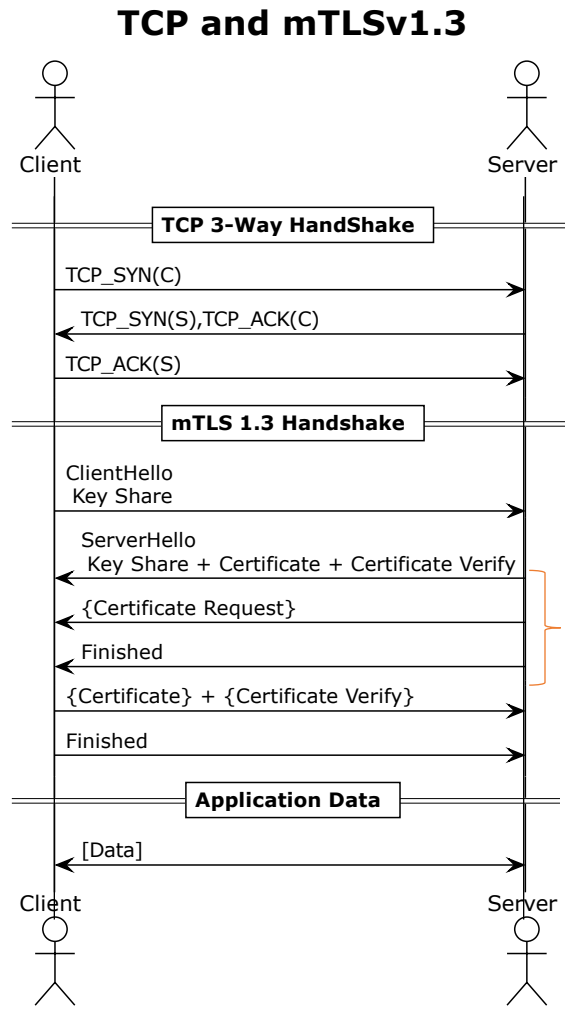 TCP and mTLSv1.3
Client
Server
TCP 3-Way HandShake
TCP_SYN(C)
TCP_SYN(S),TCP_ACK(C)
TCP_ACK(S)
mTLS 1.3 Handshake
ClientHello
Key Share
ServerHello
Key Share + Certificate + Certificate Verify
{Certificate Request}
Finished
{Certificate} + {Certificate Verify}
Finished
Application Data
[Data]
Client
Server